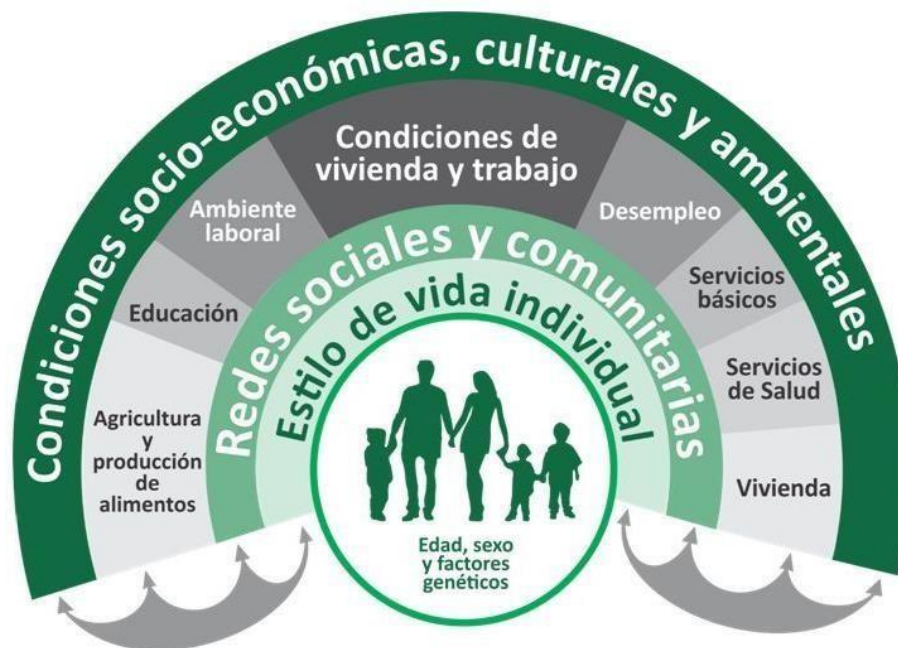 Condiciones socio-económicas, culturales y ambientales
Condiciones de
vivienda y trabajo
Ambiente
laboral
Desempleo
Educación
Servicios
básicos
Agricultura
y
producción
de
alimentos
Servicios
de Salud
Vivienda
Redes sociales y comunitarias
Estilo de vida individual
Edad, sexo
y factores
genéticos